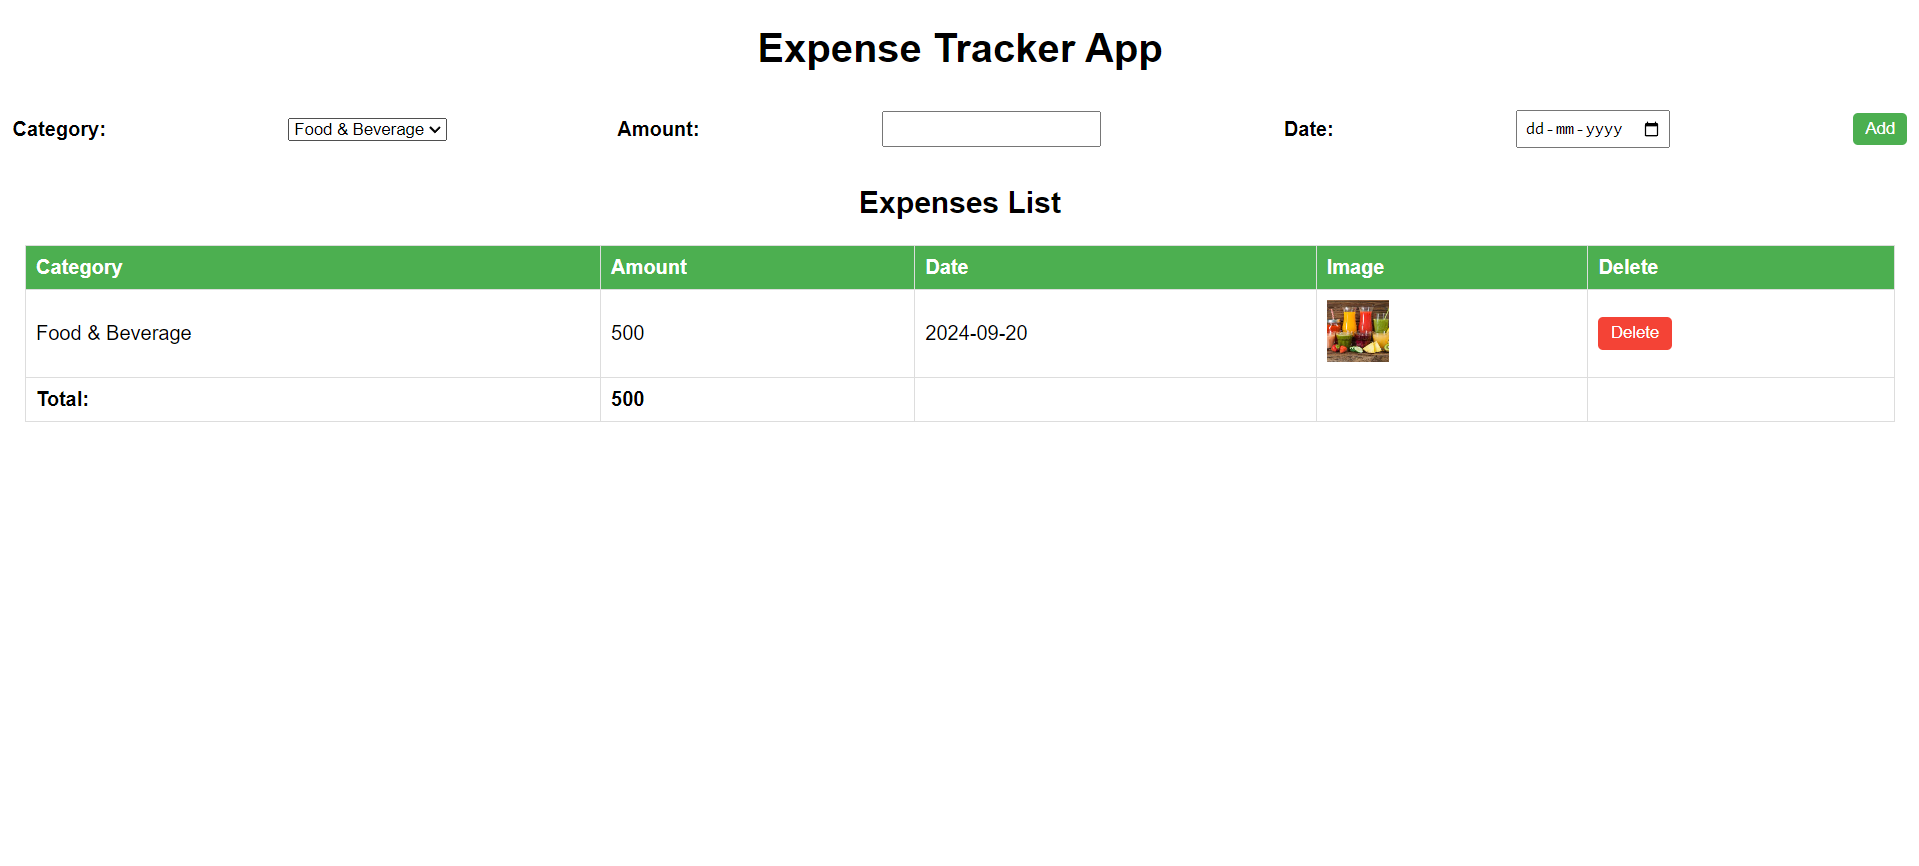 Expense Tracker App
Category: Food & Beverage Amount: Date: dd-mm-yyyy Add
Expenses List
Category Amount Date Image Delete
Food & Beverage 500 2024-09-20 Delete
Total: 500